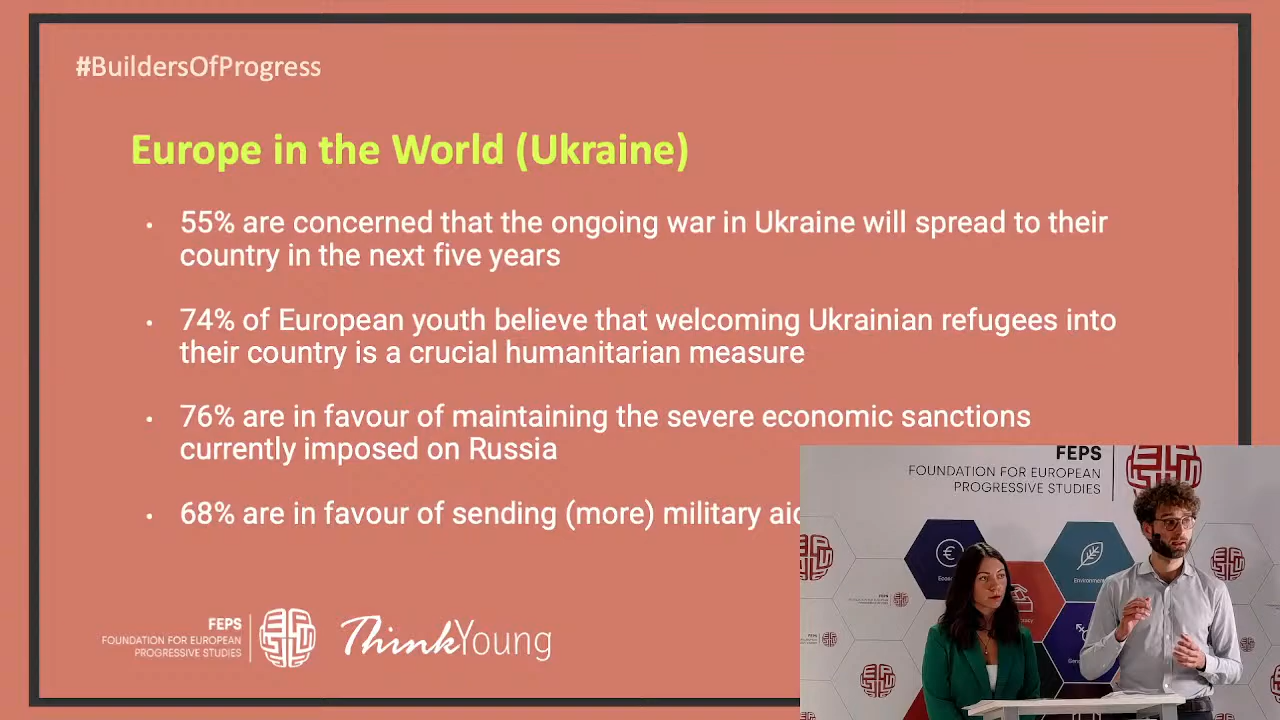 #BuildersOfProgress
Europe in the World (Ukraine)
• 55% are concerned that the ongoing war in Ukraine will spread to their
country in the next five years
• 74% of European youth believe that welcoming Ukrainian refugees into
their country is a crucial humanitarian measure
• 76% are in favour of maintaining the severe economic sanctions
currently imposed on Russia
• 68% are in favour of sending (more) military
FEPS
FOUNDATION FOR EUROPEAN
PROGRESSIVE STUDIES
ThinkYoung
FEPS
FOUNDATION FOR EUROPEAN
PROGRESSIVE STUDIES
€
Environment